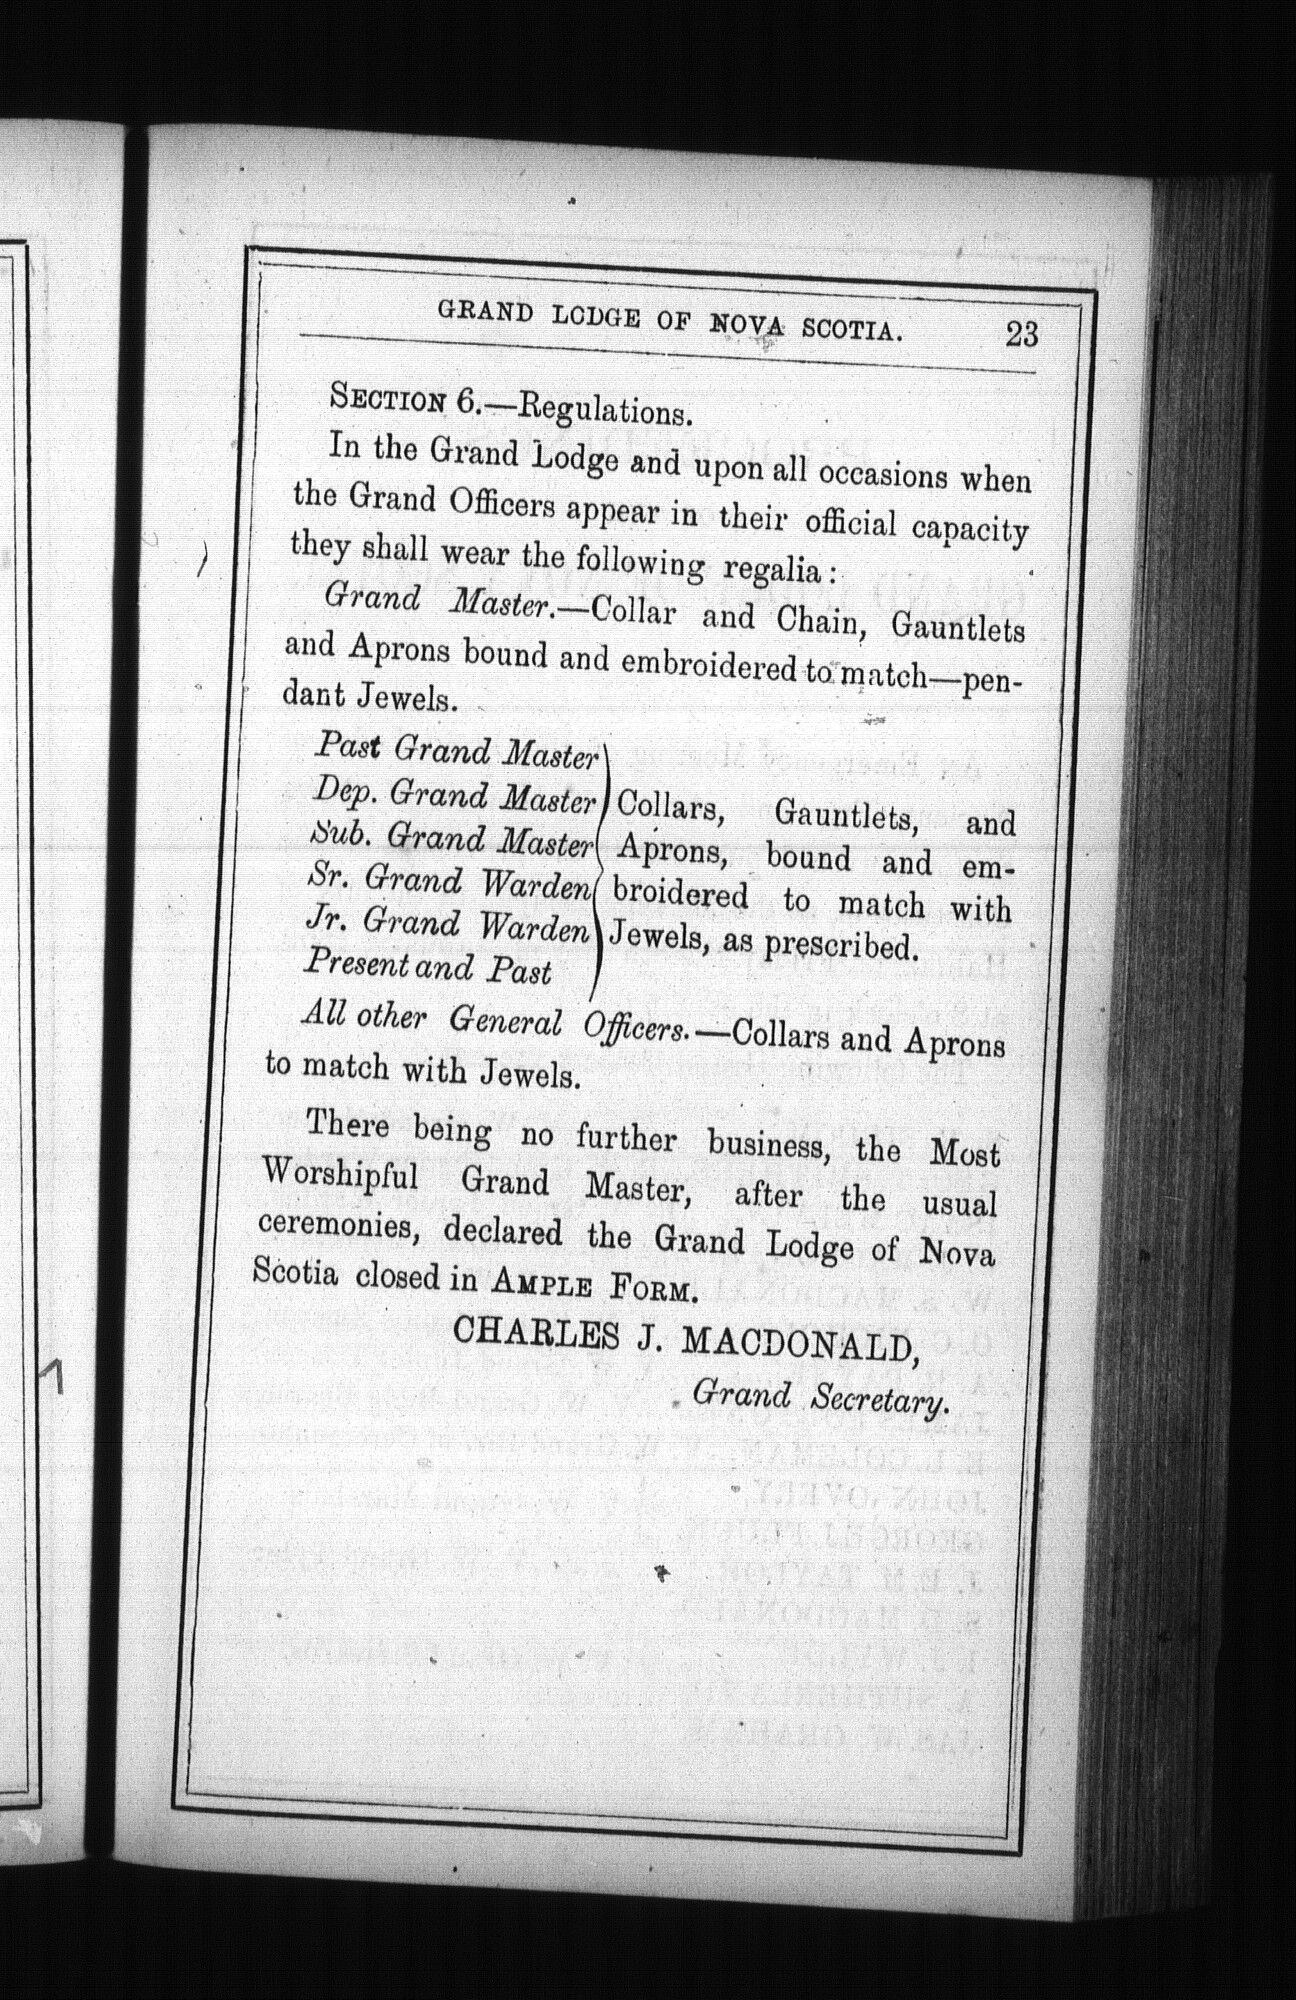 GRAND LODGE OF NOVA SCOTIA. 23
SECTION 6.—Regulations.
In the Grand Lodge and upon all occasions when
the Grand Officers appear in their official capacity
they shall wear the following regalia:
Grand Master.—Collar and Chain, Gauntlets
and Aprons bound and embroidered to match—pen-
dant Jewels.
Past Grand Master
Dep. Grand Master
Sub. Grand Master
Sr. Grand Warden
Jr. Grand Warden
Present and Past
Collars, Gauntlets, and
Aprons, bound and em-
broidered to match with
Jewels, as prescribed.
All other General Officers.—Collars and Aprons
to match with Jewels.
There being no further business, the Most
Worshipful Grand Master, after the usual
ceremonies, declared the Grand Lodge of Nova
Scotia closed in AMPLE FORM.
CHARLES J. MACDONALD,
Grand Secretary.